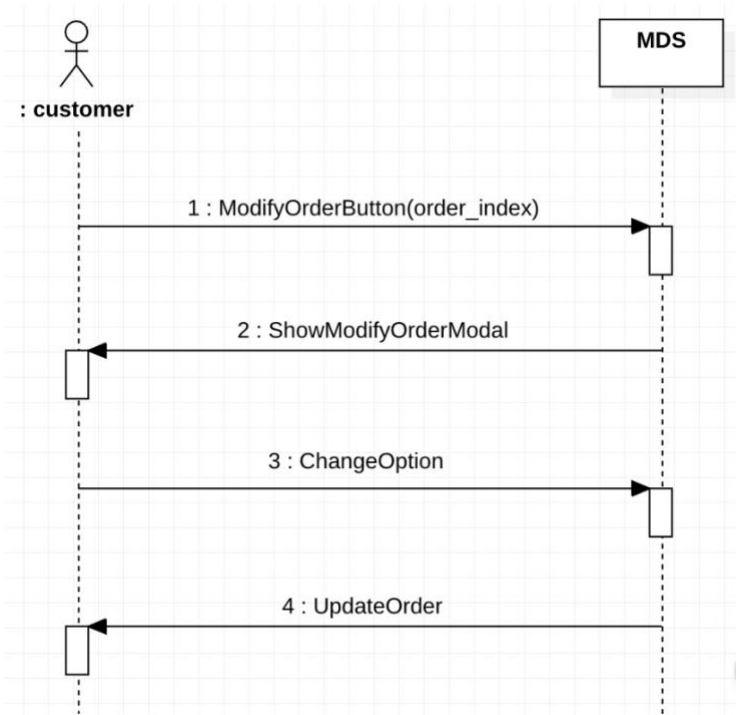 MDS
: customer
1 : ModifyOrderButton(order_index)
2 : ShowModifyOrderModal
3 : ChangeOption
4 : UpdateOrder